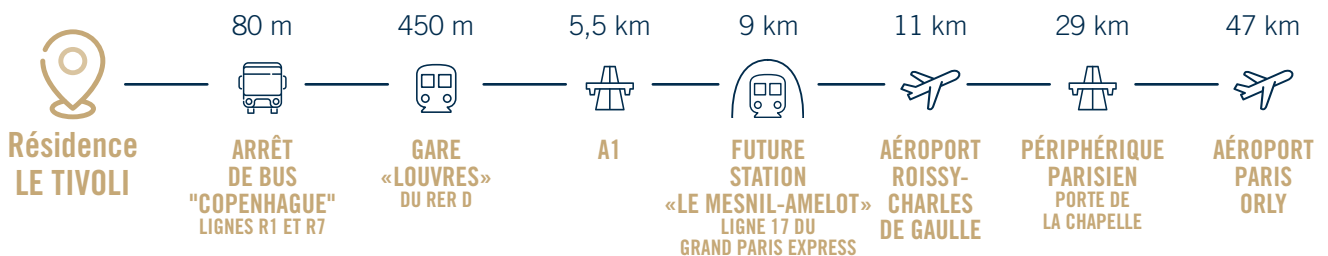 80 m
450 m
5,5 km
9 km
11 km
29 km
47 km
Résidence
LE TIVOLI
ARRÊT
DE BUS
"COPENHAGUE"
LIGNES R1 ET R7
GARE
«LOUVRES»
DU RER D
A1
FUTURE
STATION
«LE MESNIL-AMELOT»
LIGNE 17 DU
GRAND PARIS EXPRESS
AÉROPORT
ROISSY-
CHARLES
DE GAULLE
PÉRIPHÉRIQUE
PARISIEN
PORTE DE
LA CHAPELLE
AÉROPORT
PARIS
ORLY